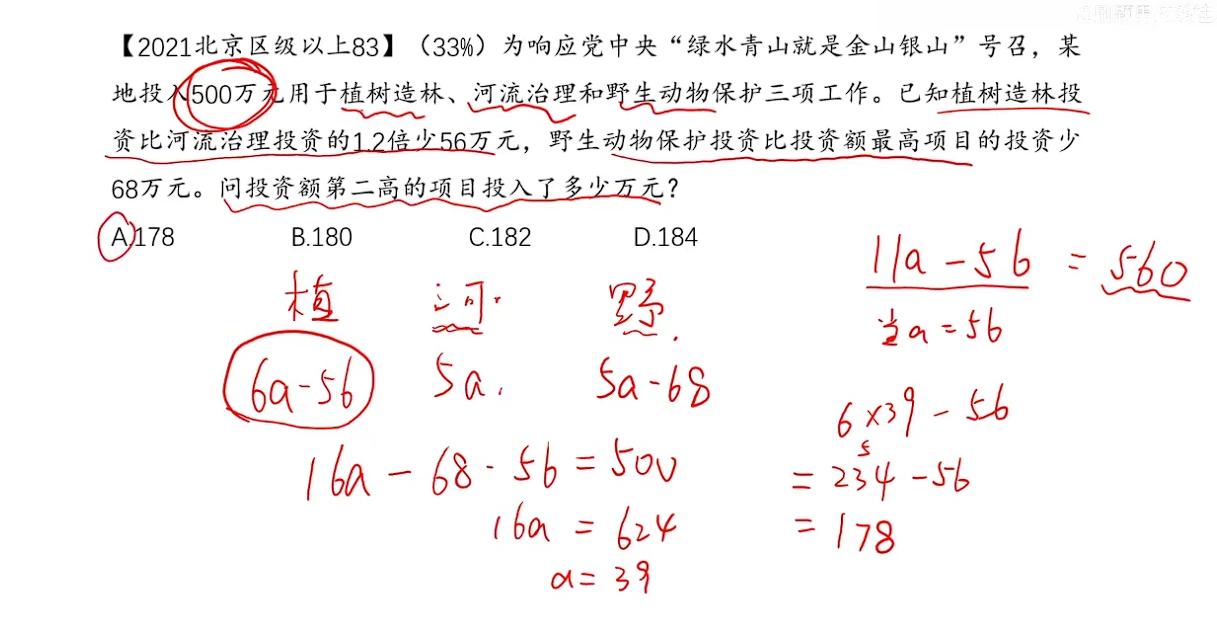 【2021北京区级以上83】（33%）为响应党中央“绿水青山就是金山银山”号召，某
地投入500万元用于植树造林、河流治理和野生动物保护三项工作。已知植树造林投
资比河流治理投资的1.2倍少56万元，野生动物保护投资比投资额最高项目的投资少
68万元。问投资额第二高的项目投入了多少万元？
A.178 B.180 C.182 D.184
植 河 野
6a-56 5a 5a-68
16a-68-56=500
16a=624
a=39
11a-56=560
当a=56
6×39-56
=234-56
=178